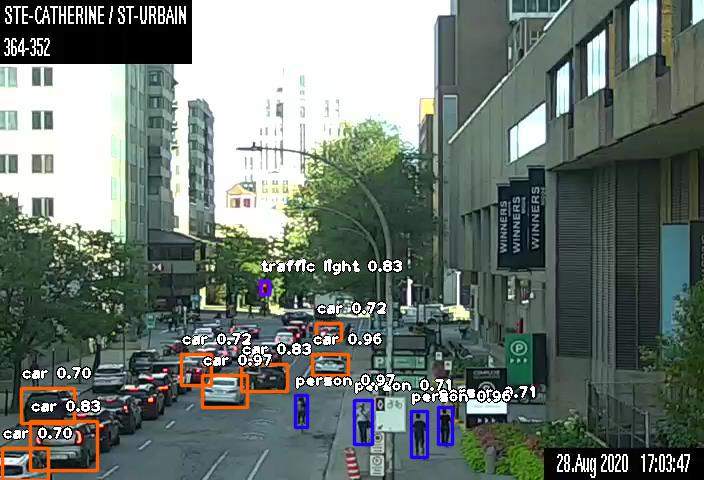 STE-CATHERINE / ST-URBAIN
364-352
traffic light 0.83
car 0.72
car 0.96
car 0.72
car 0.83
car 0.97
car 0.70
car 0.83
car 0.70
person 0.97
person 0.71
person 0.96
0.71
WINNERS
WINNERS
WINNERS
P
28.Aug 2020 17:03:47